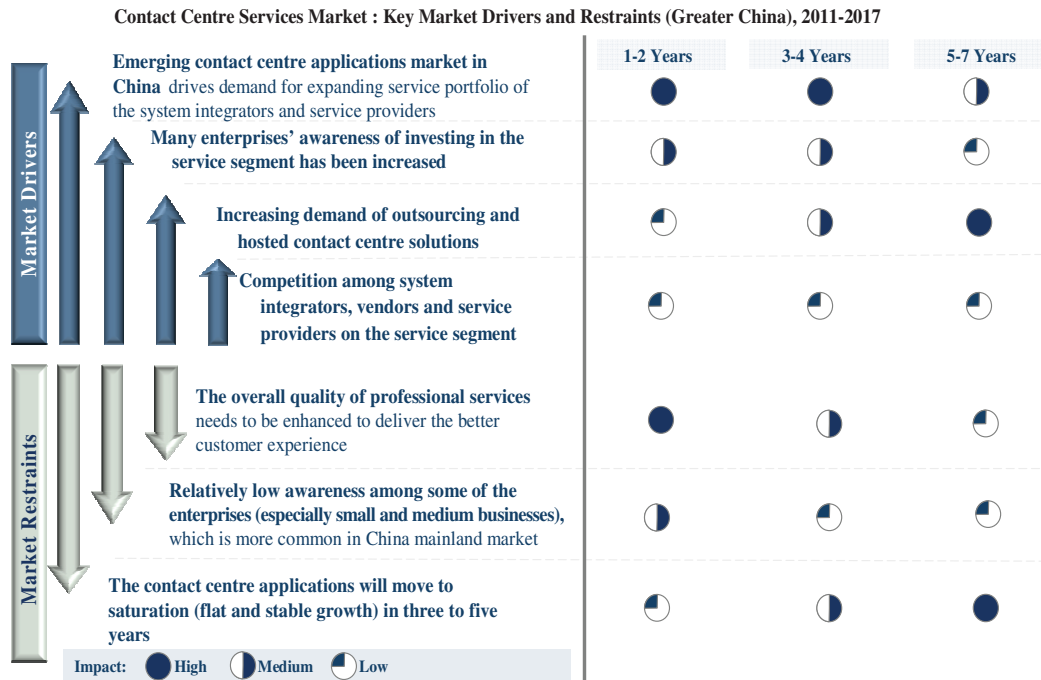 Contact Centre Services Market : Key Market Drivers and Restraints (Greater China), 2011-2017
1-2 Years
3-4 Years
5-7 Years
Market Drivers
Emerging contact centre applications market in
China drives demand for expanding service portfolio of
the system integrators and service providers
Many enterprises’ awareness of investing in the
service segment has been increased
Increasing demand of outsourcing and
hosted contact centre solutions
Competition among system
integrators, vendors and service
providers on the service segment
Market Restraints
The overall quality of professional services
needs to be enhanced to deliver the better
customer experience
Relatively low awareness among some of the
enterprises (especially small and medium businesses),
which is more common in China mainland market
The contact centre applications will move to
saturation (flat and stable growth) in three to five
years
Impact: High Medium Low